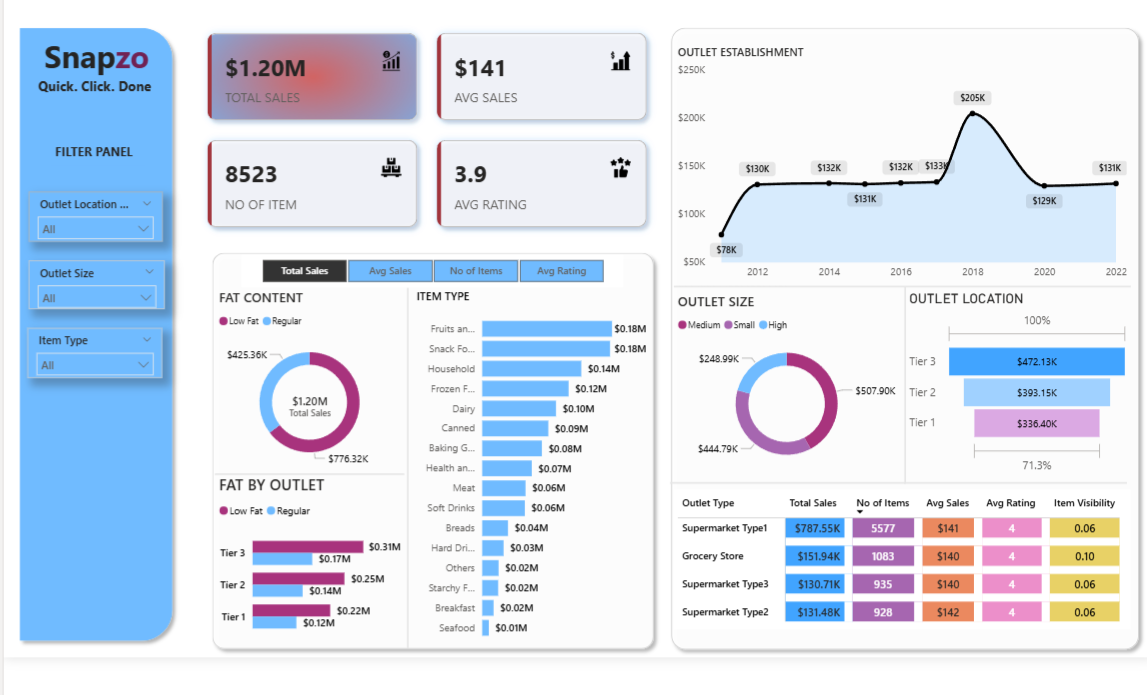 Snapzo
Quick. Click. Done
FILTER PANEL
Outlet Location ...
All
Outlet Size
All
Item Type
All
$1.20M
TOTAL SALES
$141
AVG SALES
8523
NO OF ITEM
3.9
AVG RATING
Total Sales Avg Sales No of Items Avg Rating
FAT CONTENT
Low Fat Regular
$425.36K
$1.20M
Total Sales
$776.32K
FAT BY OUTLET
Low Fat Regular
Tier 3 $0.31M
$0.17M
Tier 2 $0.25M
$0.14M
Tier 1 $0.22M
$0.12M
ITEM TYPE
Fruits an... $0.18M
Snack Fo... $0.18M
Household $0.14M
Frozen F... $0.12M
Dairy $0.10M
Canned $0.09M
Baking G... $0.08M
Health an... $0.07M
Meat $0.06M
Soft Drinks $0.06M
Breads $0.04M
Hard Dri... $0.03M
Others $0.02M
Starchy F... $0.02M
Breakfast $0.02M
Seafood $0.01M
OUTLET ESTABLISHMENT
$250K
$200K
$150K
$100K
$50K
$78K
$130K
$132K
$131K
$132K
$133K
$205K
$129K
$131K
2012 2014 2016 2018 2020 2022
OUTLET SIZE
Medium Small High
$248.99K
$507.90K
$444.79K
OUTLET LOCATION
100%
Tier 3 $472.13K
Tier 2 $393.15K
Tier 1 $336.40K
71.3%
Outlet Type Total Sales No of Items Avg Sales Avg Rating Item Visibility
Supermarket Type1 $787.55K 5577 $141 4 0.06
Grocery Store $151.94K 1083 $140 4 0.10
Supermarket Type3 $130.71K 935 $140 4 0.06
Supermarket Type2 $131.48K 928 $142 4 0.06